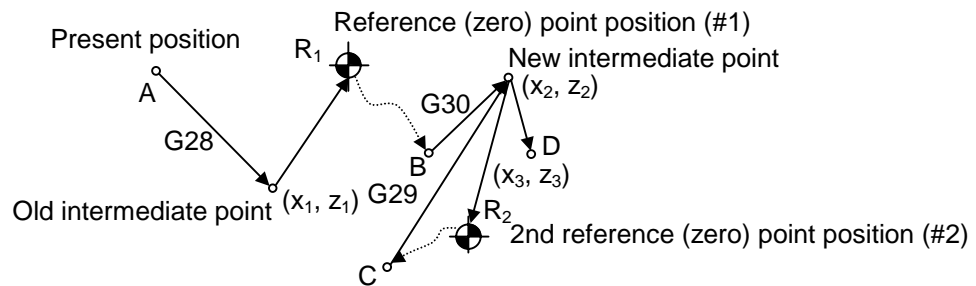 Reference (zero) point position (#1)
Present position
R₁
New intermediate point
A
G30
(x₂, z₂)
G28
D
B
(x₃, z₃)
G29
Old intermediate point
(x₁, z₁)
R₂
2nd reference (zero) point position (#2)
C